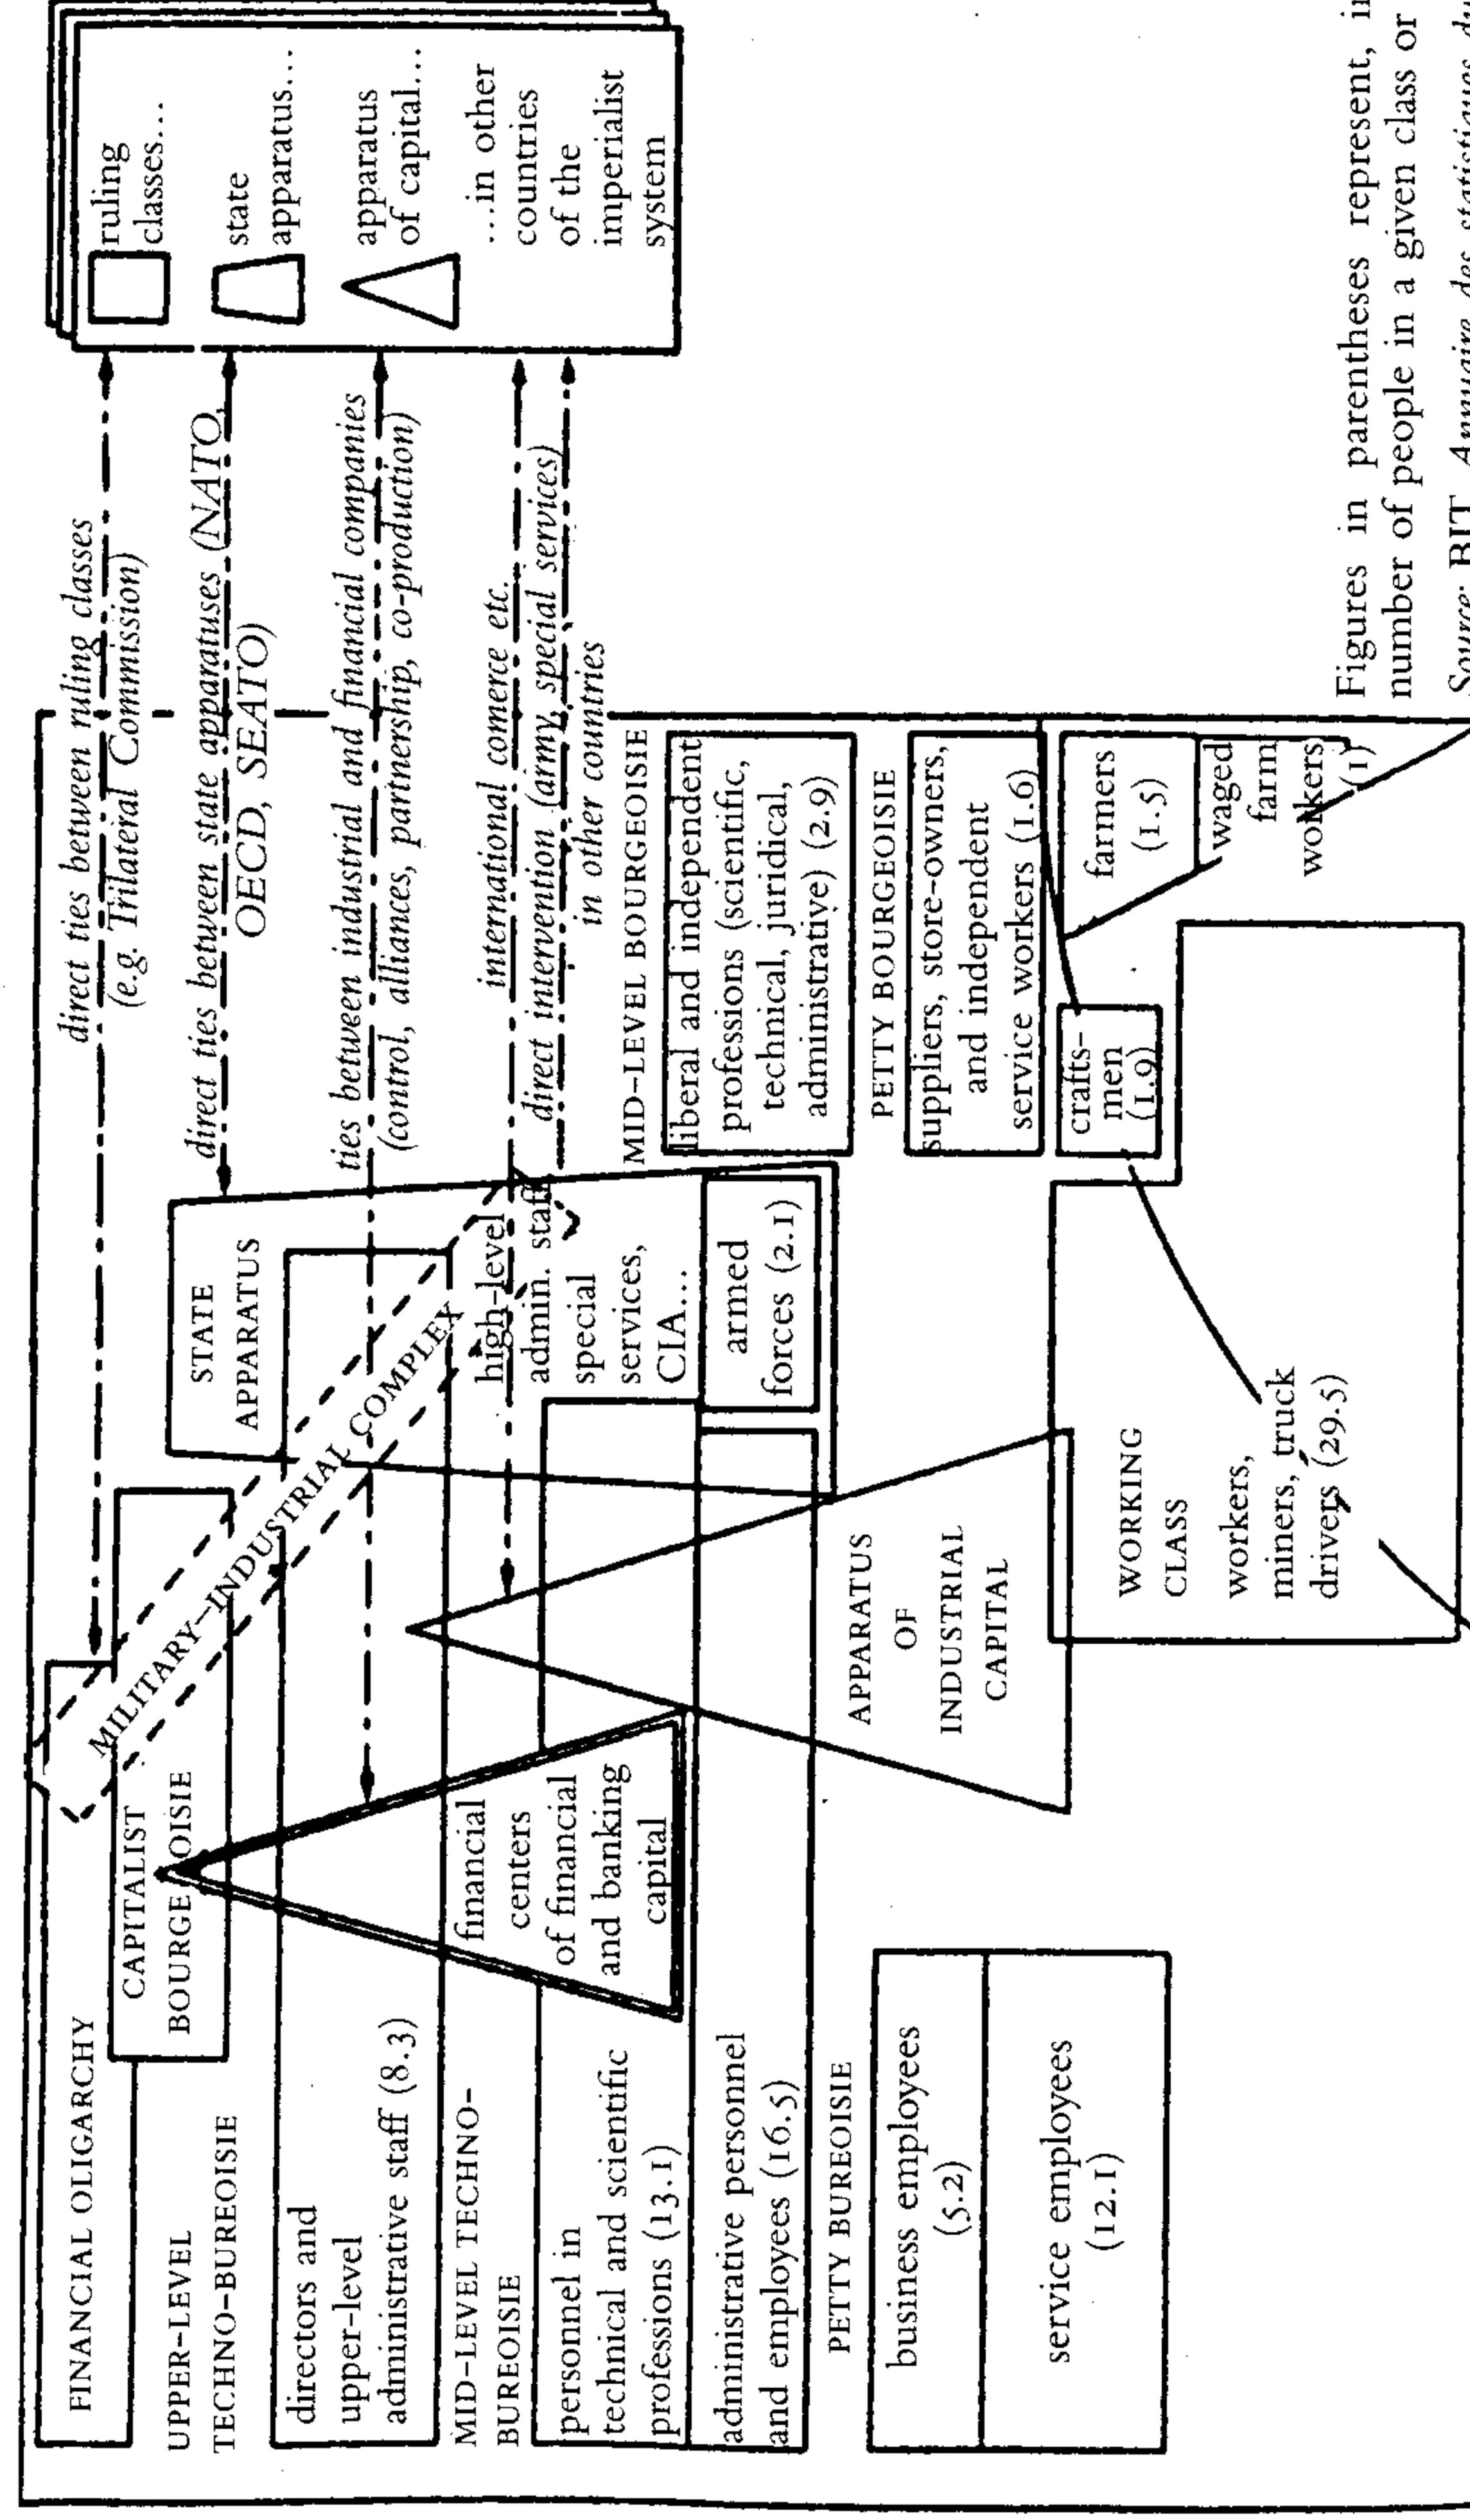 FINANCIAL OLIGARCHY
CAPITALIST
BOURGEOISIE
MILITARY-INDUSTRIAL COMPLEX
UPPER-LEVEL
TECHNO-BUREOISIE
directors and
upper-level
administrative staff (8.3)
MID-LEVEL TECHNO-
BUREOISIE
personnel in
technical and scientific
professions (13.1)
administrative personnel
and employees (16.5)
PETTY BUREOISIE
business employees
(5.2)
service employees
(12.1)
financial
centers
of financial
and banking
capital
APPARATUS
OF
INDUSTRIAL
CAPITAL
STATE
APPARATUS
high-level
admin. staff
special
services,
CIA...
armed
forces (2.1)
WORKING
CLASS
workers,
miners, truck
drivers (29.5)
direct ties between ruling classes
(e.g. Trilateral Commission)
direct ties between state apparatuses (NATO,
OECD, SEATO)
ties between industrial and financial companies
(control, alliances, partnership, co-production)
international comerce etc.
direct intervention (army, special services)
in other countries
MID-LEVEL BOURGEOISIE
liberal and independent
professions (scientific,
technical, juridical,
administrative) (2.9)
PETTY BOURGEOISIE
suppliers, store-owners,
and independent
service workers (1.6)
crafts-
men
(1.9)
farmers
(1.5)
waged
farm
workers
(1)
ruling
classes...
state
apparatus...
apparatus
of capital...
...in other
countries
of the
imperialist
system
Figures in parentheses represent,
number of people in a given class or
Source: BIT, Annuaire des statistiques du